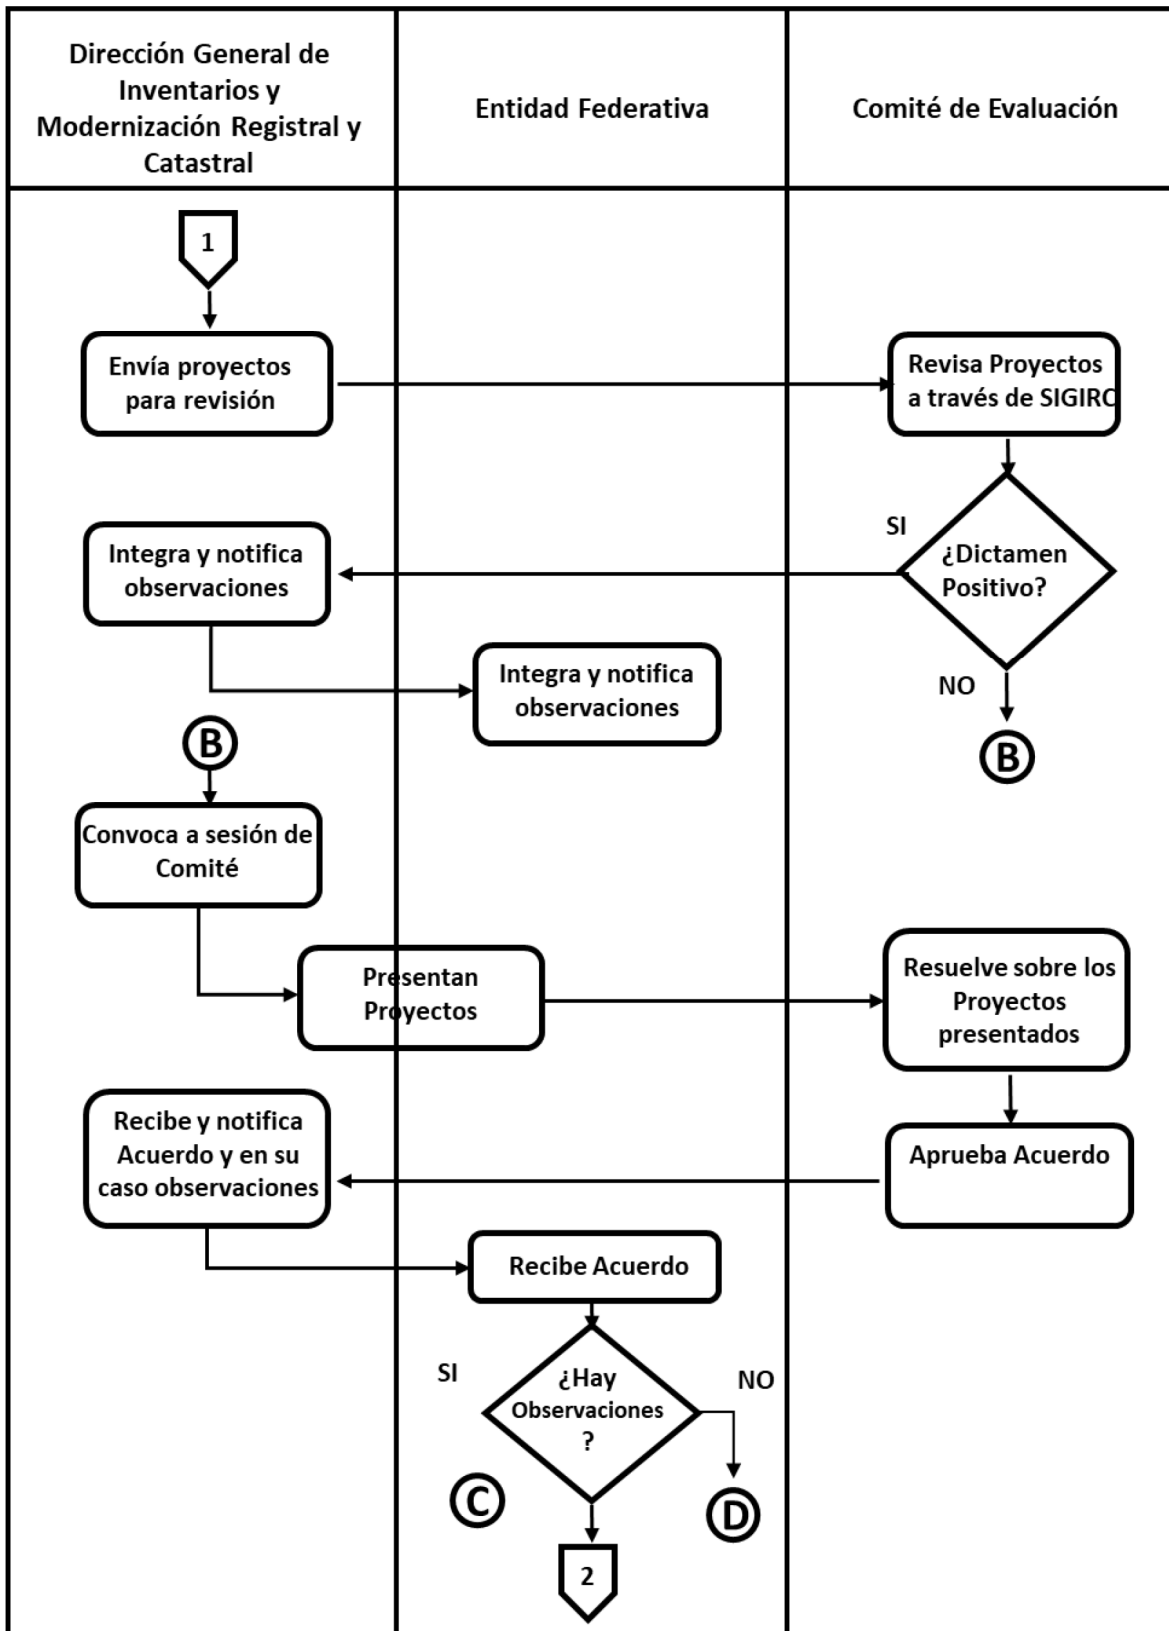 Dirección General de
Inventarios y
Modernización Registral y
Catastral
Entidad Federativa
Comité de Evaluación
1
Envía proyectos
para revisión
Revisa Proyectos
a través de SIGIRC
SI
¿Dictamen
Positivo?
NO
B
Integra y notifica
observaciones
Integra y notifica
observaciones
B
Convoca a sesión de
Comité
Presentan
Proyectos
Resuelve sobre los
Proyectos
presentados
Aprueba Acuerdo
Recibe y notifica
Acuerdo y en su
caso observaciones
Recibe Acuerdo
SI
¿Hay
Observaciones
?
NO
C
D
2